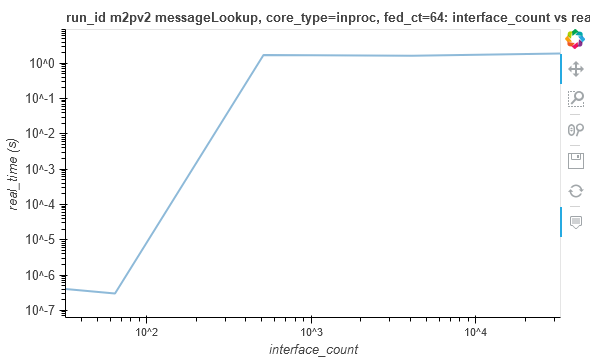 run_id m2pv2 messageLookup, core_type=inproc, fed_ct=64: interface_count vs rea
10^0
10^-1
10^-2
10^-3
10^-4
10^-5
10^-6
10^-7
real_time (s)
10^2 10^3 10^4
interface_count